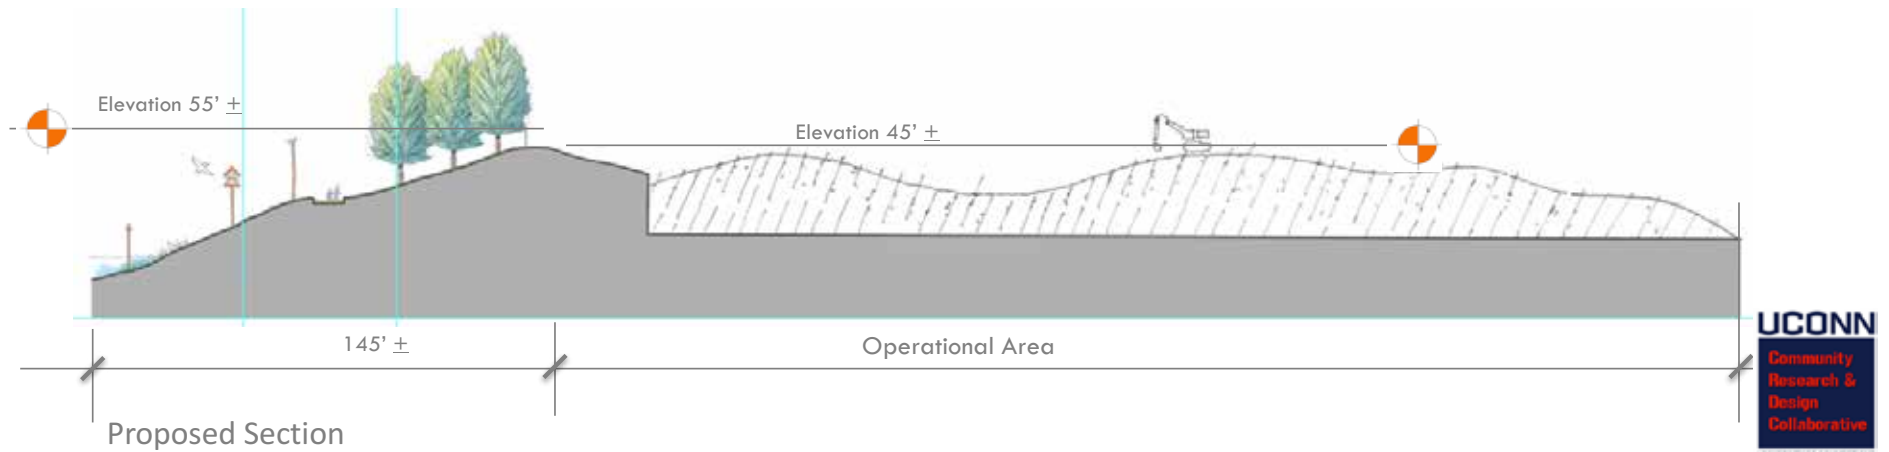 Elevation 55' ±
Elevation 45' ±
145' ±
Operational Area
Proposed Section
UCONN
Community
Research &
Design
Collaborative